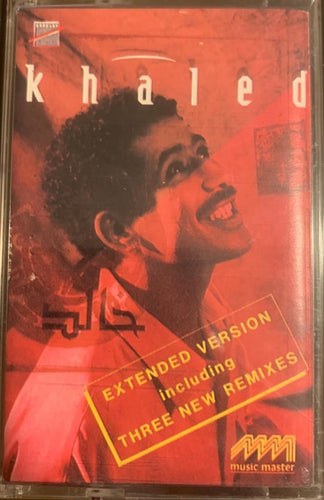 khaled
خالد
EXTENDED VERSION
including
THREE NEW REMIXES
music master